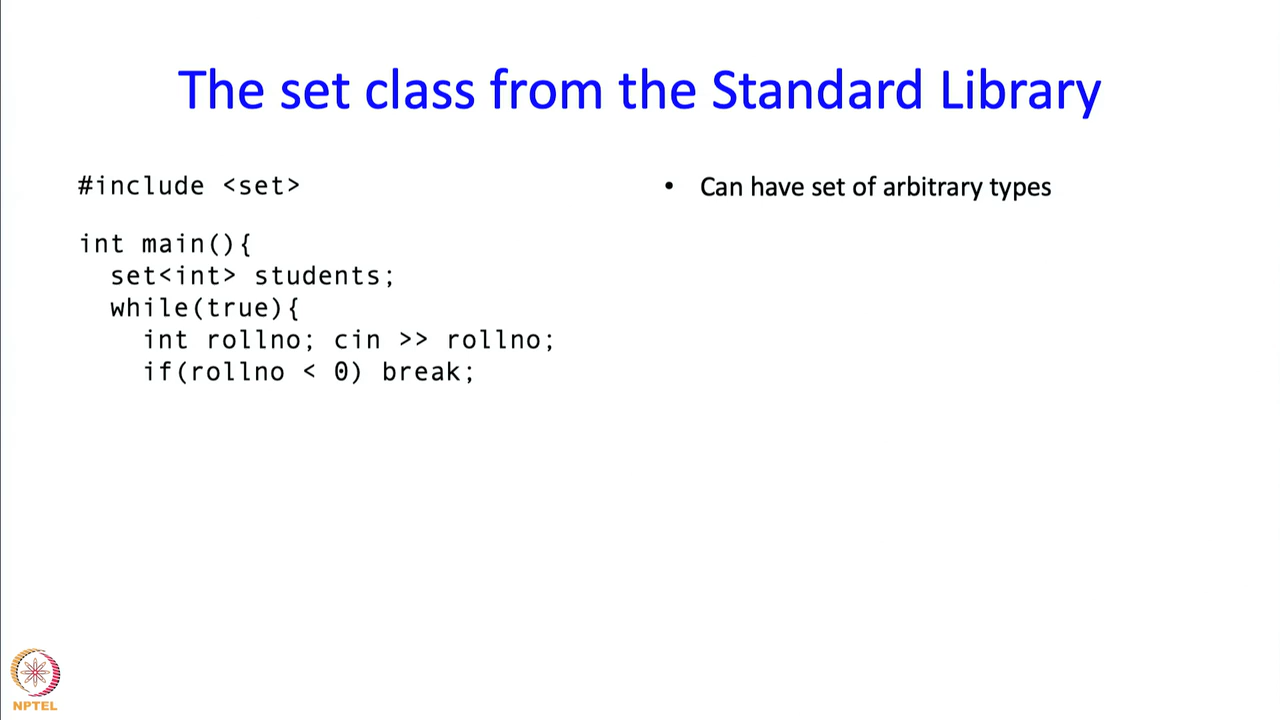 The set class from the Standard Library
#include <set>
int main(){
set<int> students;
while(true){
int rollno; cin >> rollno;
if(rollno < 0) break;
• Can have set of arbitrary types
NPTEL